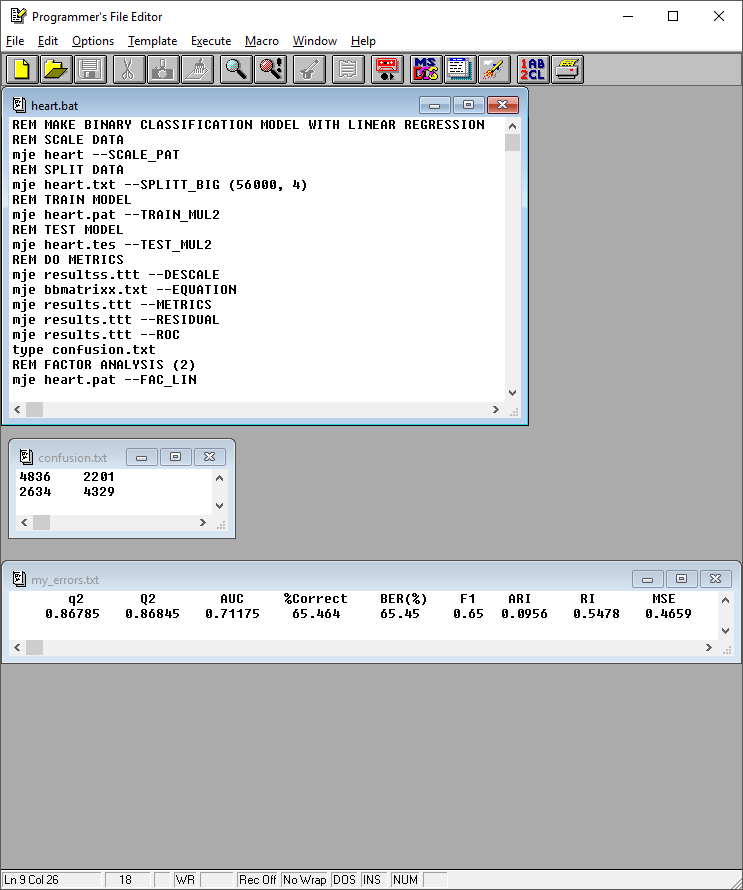 Programmer's File Editor
File Edit Options Template Execute Macro Window Help
MS DOS 1AB 2CL
heart.bat
REM MAKE BINARY CLASSIFICATION MODEL WITH LINEAR REGRESSION
REM SCALE DATA
mje heart --SCALE_PAT
REM SPLIT DATA
mje heart.txt --SPLITT_BIG (56000, 4)
REM TRAIN MODEL
mje heart.pat --TRAIN_MUL2
REM TEST MODEL
mje heart.tes --TEST_MUL2
REM DO METRICS
mje resultss.ttt --DESCALE
mje bbmatrixx.txt --EQUATION
mje results.ttt --METRICS
mje results.ttt --RESIDUAL
mje results.ttt --ROC
type confusion.txt
REM FACTOR ANALYSIS (2)
mje heart.pat --FAC_LIN
confusion.txt
4836 2201
2634 4329
my_errors.txt
q2 Q2 AUC %Correct BER(%) F1 ARI RI MSE
0.86785 0.86845 0.71175 65.464 65.45 0.65 0.0956 0.5478 0.4659
Ln 9 Col 26 18 WR Rec Off No Wrap DOS INS NUM